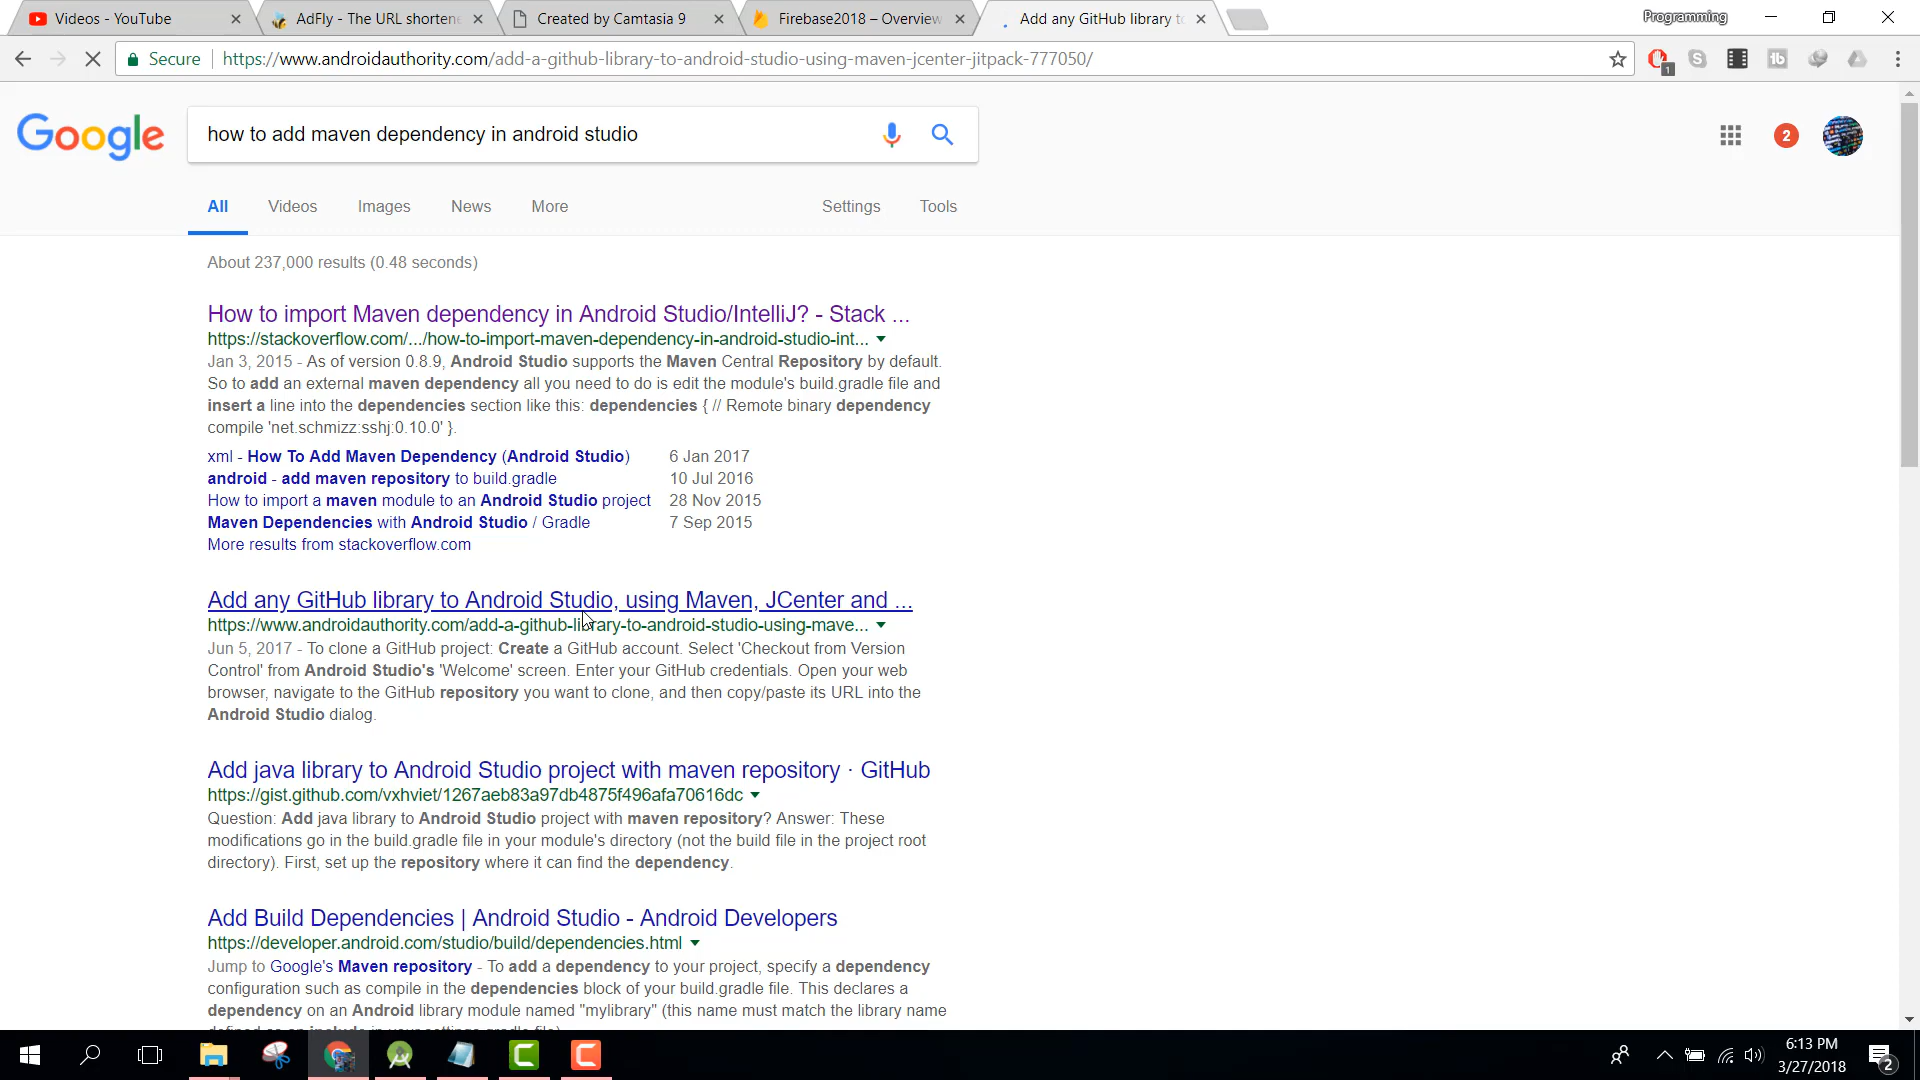 Videos - YouTube
AdFly - The URL shortene
Created by Camtasia 9
Firebase2018 – Overview
Add any GitHub library to
Programming
Secure
https://www.androidauthority.com/add-a-github-library-to-android-studio-using-maven-jcenter-jitpack-777050/
1
Google
how to add maven dependency in android studio
2
All
Videos
Images
News
More
Settings
Tools
About 237,000 results (0.48 seconds)
How to import Maven dependency in Android Studio/IntelliJ? - Stack ...
https://stackoverflow.com/.../how-to-import-maven-dependency-in-android-studio-int...
Jan 3, 2015 - As of version 0.8.9, Android Studio supports the Maven Central Repository by default.
So to add an external maven dependency all you need to do is edit the module's build.gradle file and
insert a line into the dependencies section like this: dependencies { // Remote binary dependency
compile 'net.schmizz:sshj:0.10.0' }.
xml - How To Add Maven Dependency (Android Studio) 6 Jan 2017
android - add maven repository to build.gradle 10 Jul 2016
How to import a maven module to an Android Studio project 28 Nov 2015
Maven Dependencies with Android Studio / Gradle 7 Sep 2015
More results from stackoverflow.com
Add any GitHub library to Android Studio, using Maven, JCenter and ...
https://www.androidauthority.com/add-a-github-library-to-android-studio-using-mave...
Jun 5, 2017 - To clone a GitHub project: Create a GitHub account. Select 'Checkout from Version
Control' from Android Studio's 'Welcome' screen. Enter your GitHub credentials. Open your web
browser, navigate to the GitHub repository you want to clone, and then copy/paste its URL into the
Android Studio dialog.
Add java library to Android Studio project with maven repository · GitHub
https://gist.github.com/vxhviet/1267aeb83a97db4875f496afa70616dc
Question: Add java library to Android Studio project with maven repository? Answer: These
modifications go in the build.gradle file in your module's directory (not the build file in the project root
directory). First, set up the repository where it can find the dependency.
Add Build Dependencies | Android Studio - Android Developers
https://developer.android.com/studio/build/dependencies.html
Jump to Google's Maven repository - To add a dependency to your project, specify a dependency
configuration such as compile in the dependencies block of your build.gradle file. This declares a
dependency on an Android library module named "mylibrary" (this name must match the library name
defined as an include in your settings.gradle file)
6:13 PM
3/27/2018
2